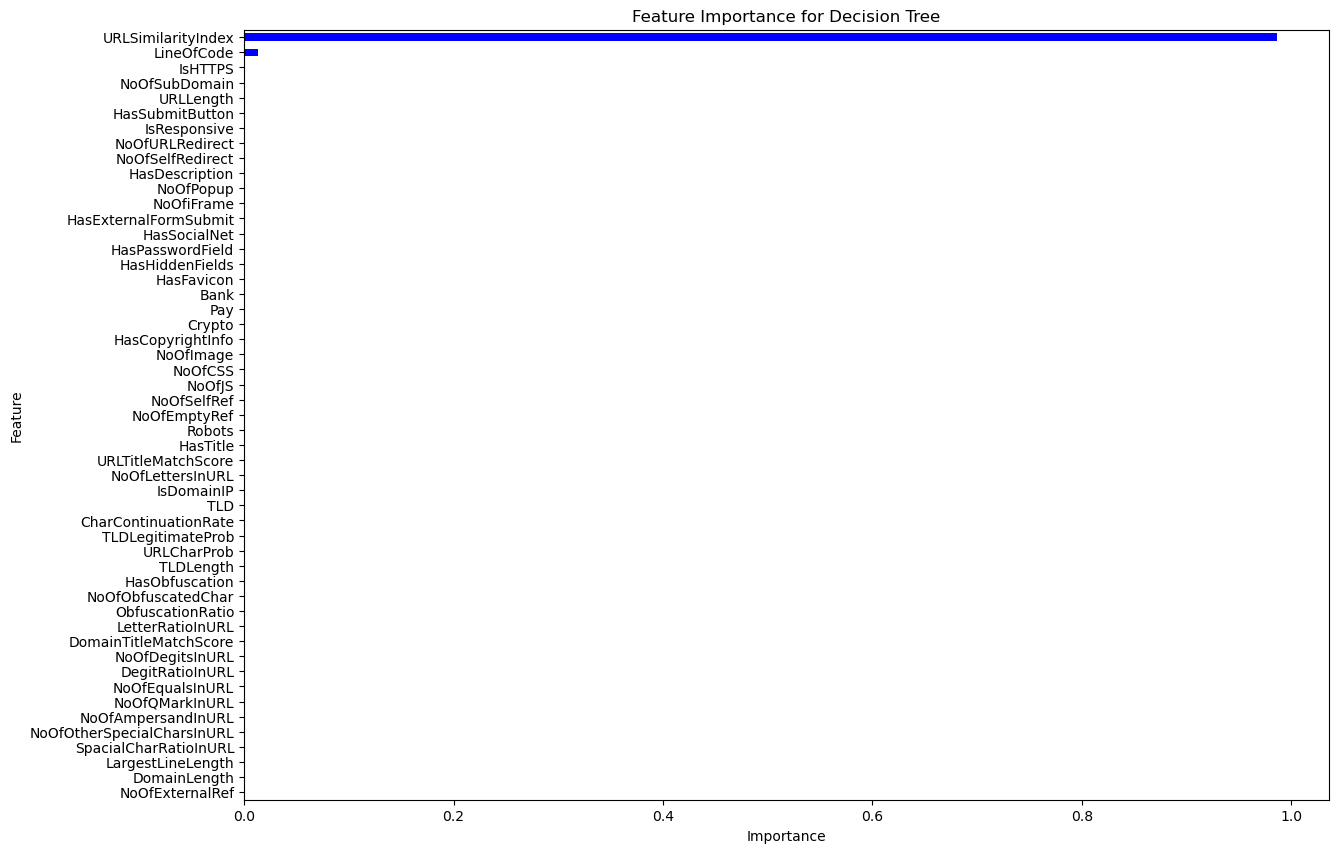 Feature Importance for Decision Tree
URLSimilarityIndex
LineOfCode
IsHTTPS
NoOfSubDomain
URLLength
HasSubmitButton
IsResponsive
NoOfURLRedirect
NoOfSelfRedirect
HasDescription
NoOfPopup
NoOfiFrame
HasExternalFormSubmit
HasSocialNet
HasPasswordField
HasHiddenFields
HasFavicon
Bank
Pay
Crypto
HasCopyrightInfo
NoOfImage
NoOfCSS
NoOfJS
NoOfSelfRef
NoOfEmptyRef
Robots
HasTitle
URLTitleMatchScore
NoOfLettersInURL
IsDomainIP
TLD
CharContinuationRate
TLDLegitimateProb
URLCharProb
TLDLength
HasObfuscation
NoOfObfuscatedChar
ObfuscationRatio
LetterRatioInURL
DomainTitleMatchScore
NoOfDegitsInURL
DegitRatioInURL
NoOfEqualsInURL
NoOfQMarkInURL
NoOfAmpersandInURL
NoOfOtherSpecialCharsInURL
SpacialCharRatioInURL
LargestLineLength
DomainLength
NoOfExternalRef
Feature
0.0 0.2 0.4 0.6 0.8 1.0
Importance